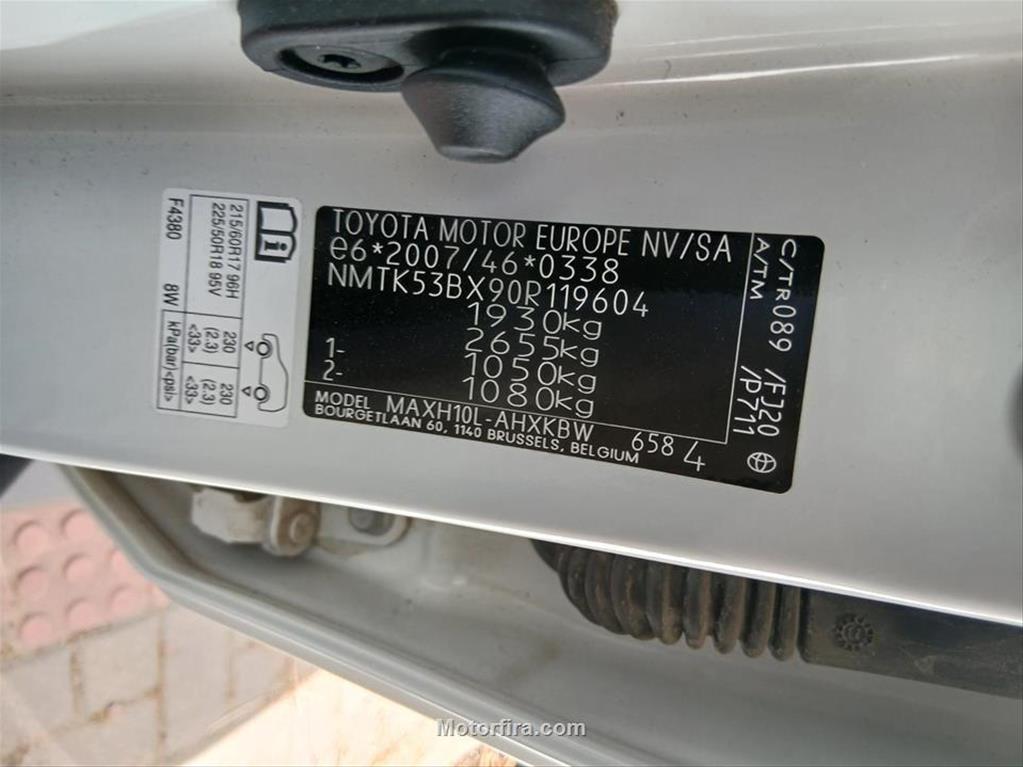 TOYOTA MOTOR EUROPE NV/SA
e6*2007/46*0338
NMTK53BX90R119604
1930kg
2655kg
1- 1050kg
2- 1080kg
MODEL MAXH10L-AHXKBW 658 4
BOURGETLAAN 60, 1140 BRUSSELS, BELGIUM
C/TR089 /FJ20
A/TM /P711
215/60R17 96H 230 230
225/50R18 95V (2.3) (2.3)
<33> <33>
F4380 8W kPa(bar)<psi>
Motorfira.com